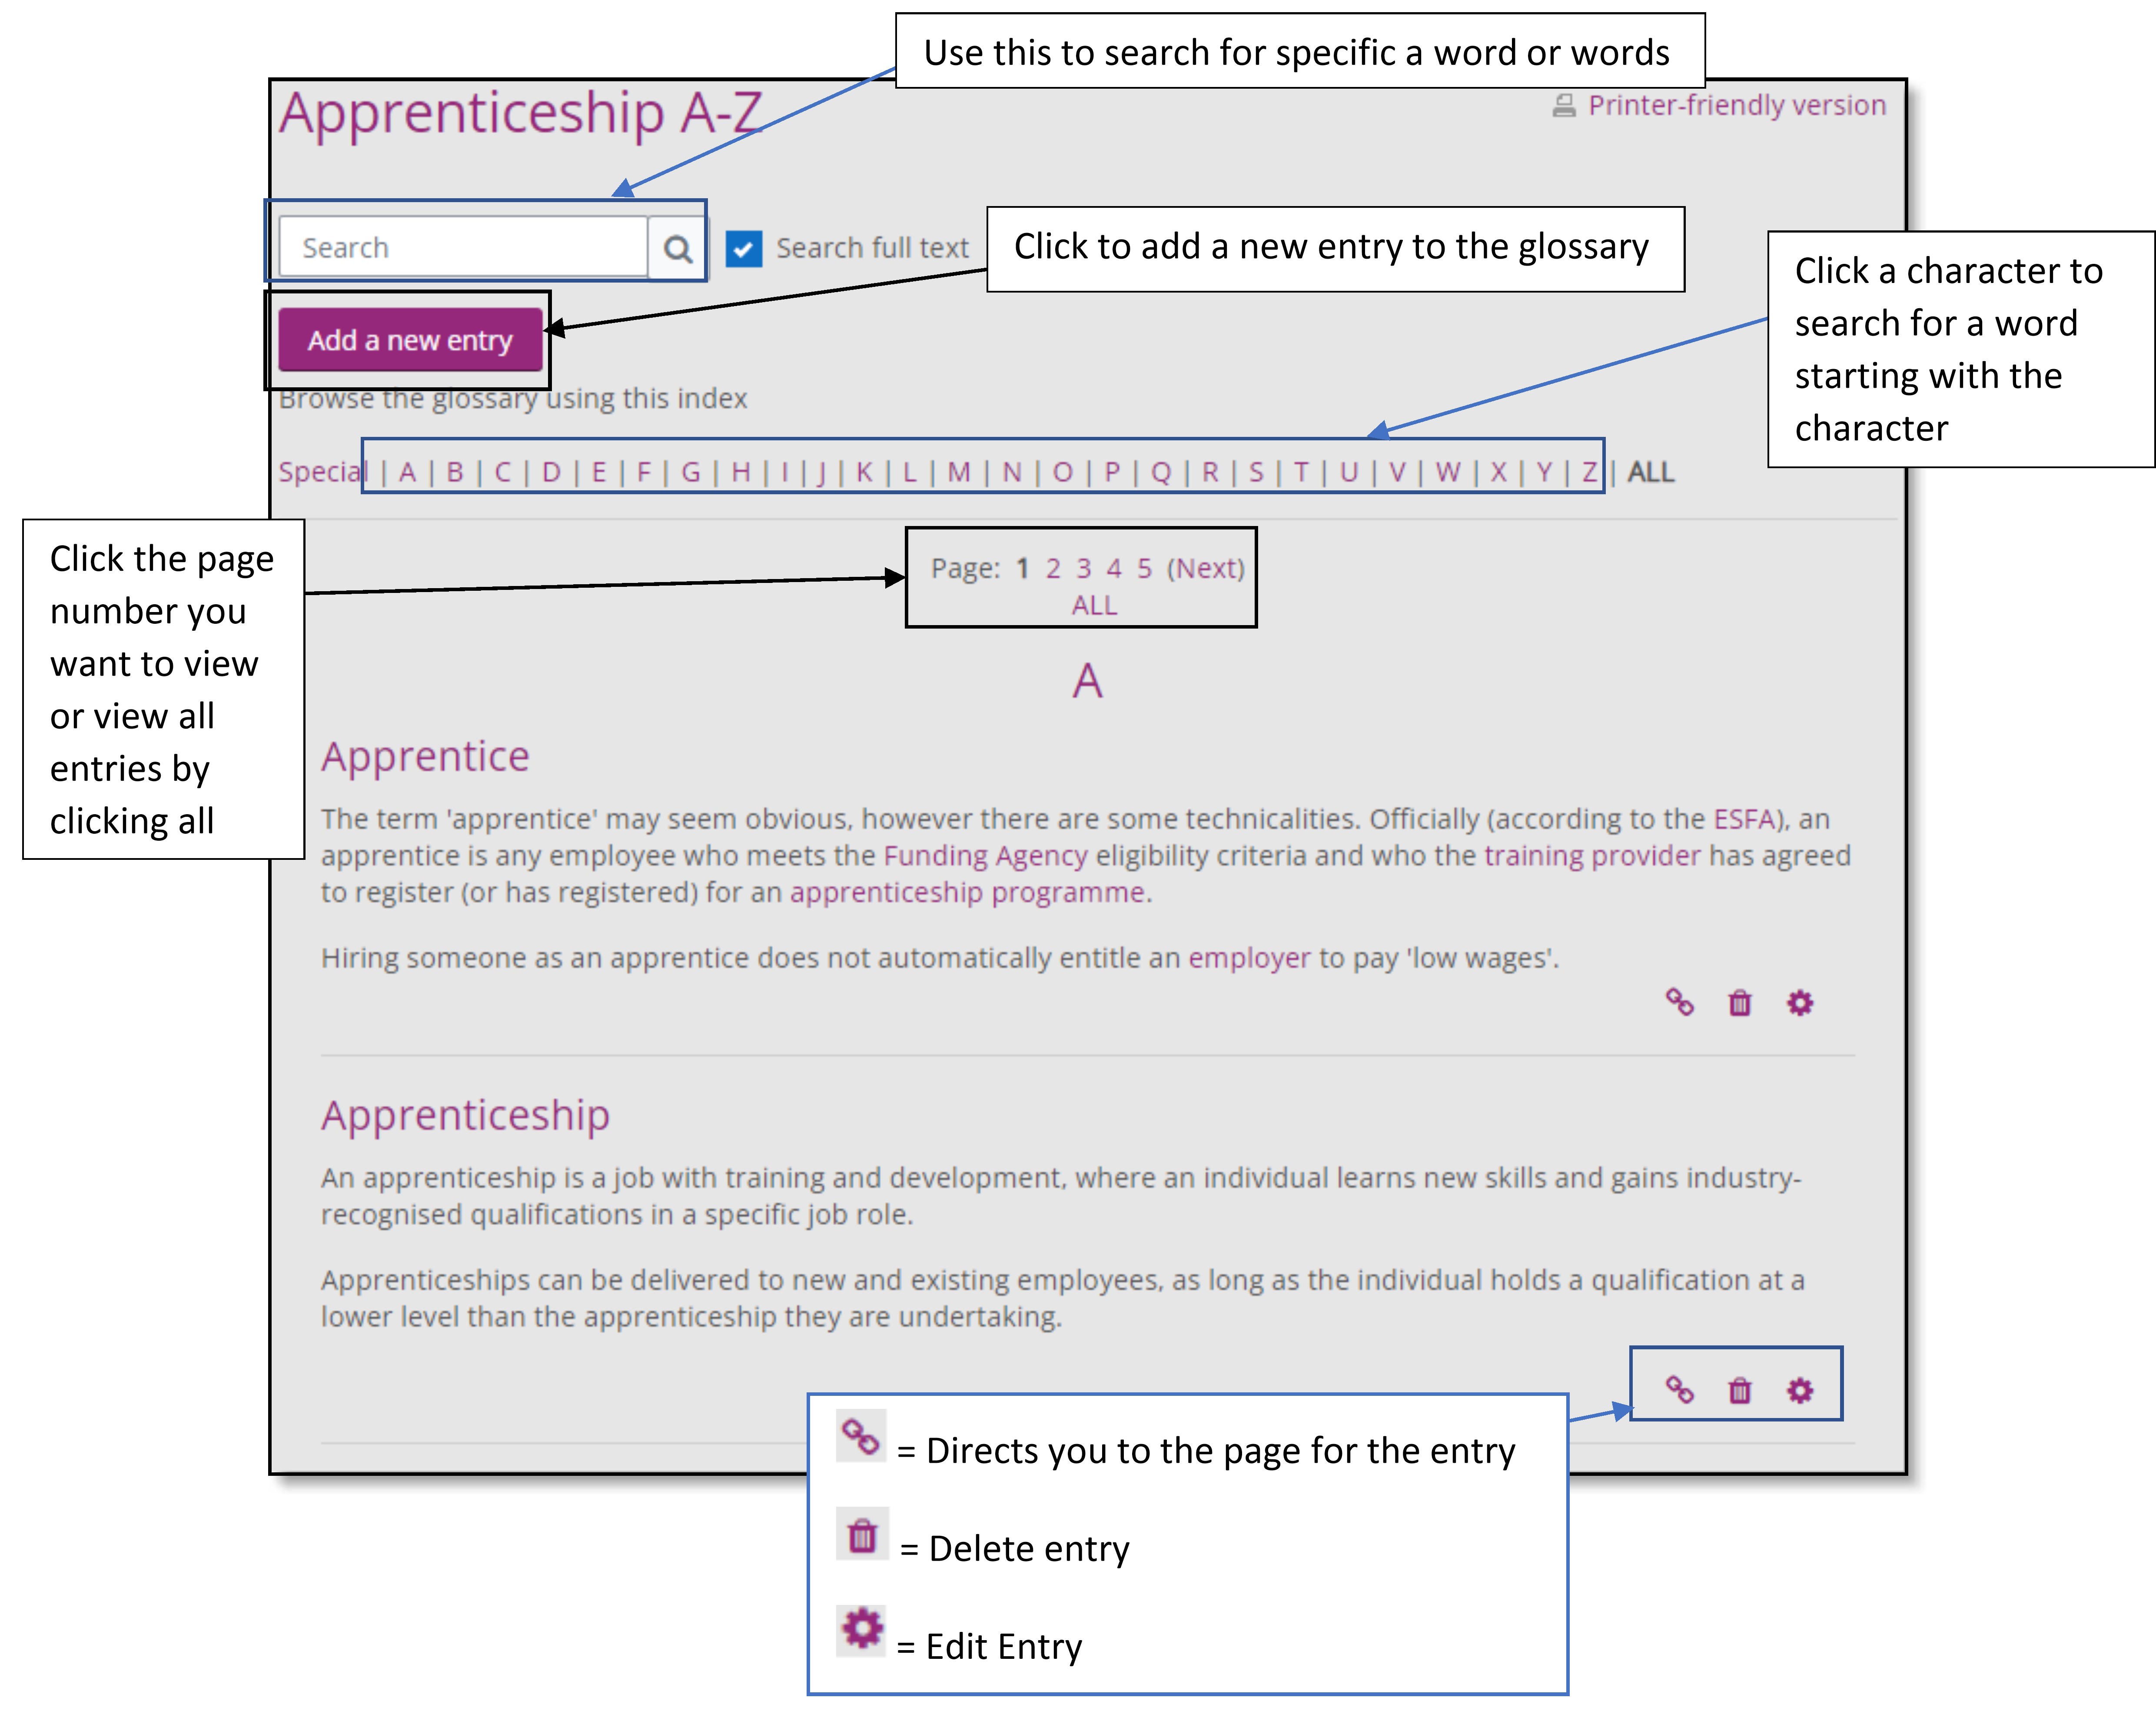 Use this to search for specific a word or words
Apprenticeship A-Z
Printer-friendly version
Search
Search full text
Click to add a new entry to the glossary
Click a character to
search for a word
starting with the
character
Add a new entry
Browse the glossary using this index
Special | A | B | C | D | E | F | G | H | I | J | K | L | M | N | O | P | Q | R | S | T | U | V | W | X | Y | Z | ALL
Click the page
number you
want to view
or view all
entries by
clicking all
Page: 1 2 3 4 5 (Next)
ALL
A
Apprentice
The term 'apprentice' may seem obvious, however there are some technicalities. Officially (according to the ESFA), an
apprentice is any employee who meets the Funding Agency eligibility criteria and who the training provider has agreed
to register (or has registered) for an apprenticeship programme.
Hiring someone as an apprentice does not automatically entitle an employer to pay 'low wages'.
Apprenticeship
An apprenticeship is a job with training and development, where an individual learns new skills and gains industry-
recognised qualifications in a specific job role.
Apprenticeships can be delivered to new and existing employees, as long as the individual holds a qualification at a
lower level than the apprenticeship they are undertaking.
= Directs you to the page for the entry
= Delete entry
= Edit Entry